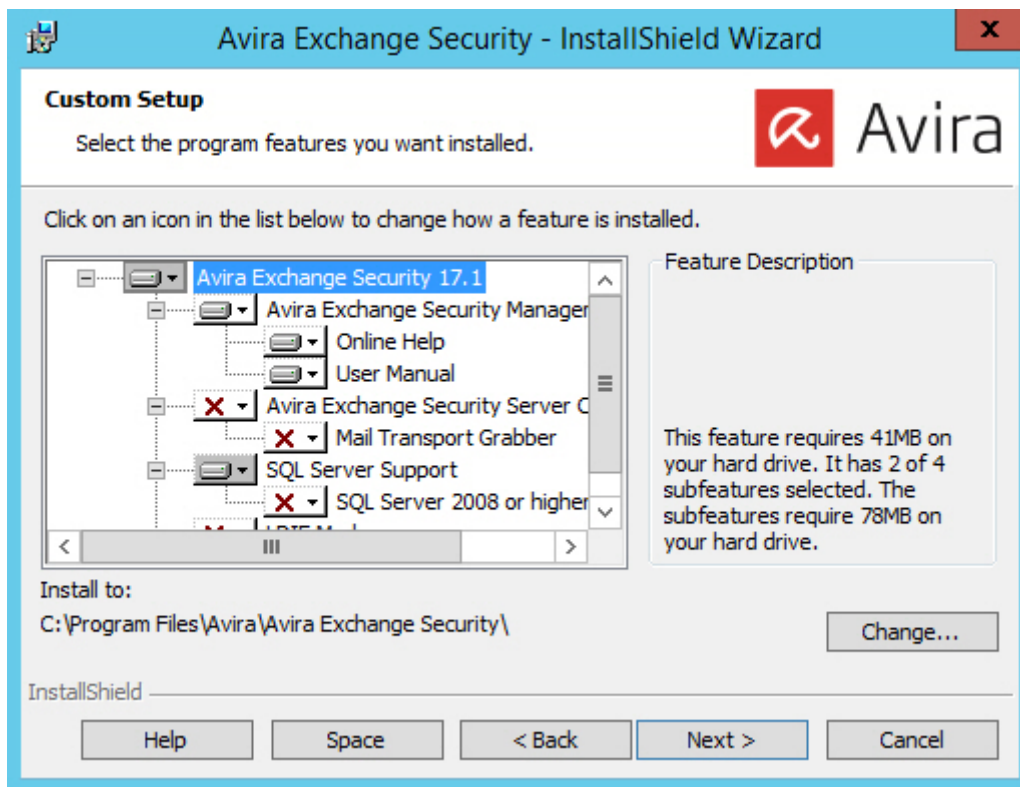 Avira Exchange Security - InstallShield Wizard
x
Custom Setup
Select the program features you want installed.
Avira
Click on an icon in the list below to change how a feature is installed.
Avira Exchange Security 17.1
Avira Exchange Security Manager
Online Help
User Manual
Avira Exchange Security Server C
Mail Transport Grabber
SQL Server Support
SQL Server 2008 or higher
Feature Description
This feature requires 41MB on
your hard drive. It has 2 of 4
subfeatures selected. The
subfeatures require 78MB on
your hard drive.
Install to:
C:\Program Files\Avira\Avira Exchange Security\
Change...
InstallShield
Help
Space
< Back
Next >
Cancel